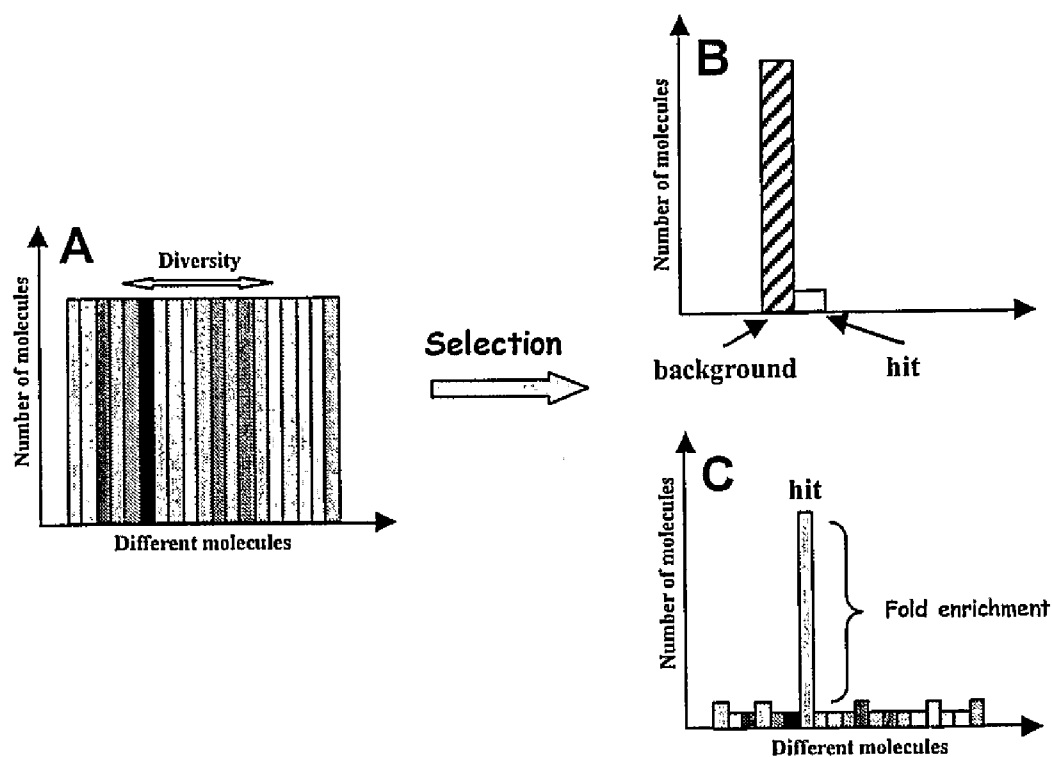 A
Diversity
Number of molecules
Different molecules
Selection
B
Number of molecules
background
hit
C
hit
Number of molecules
Fold enrichment
Different molecules